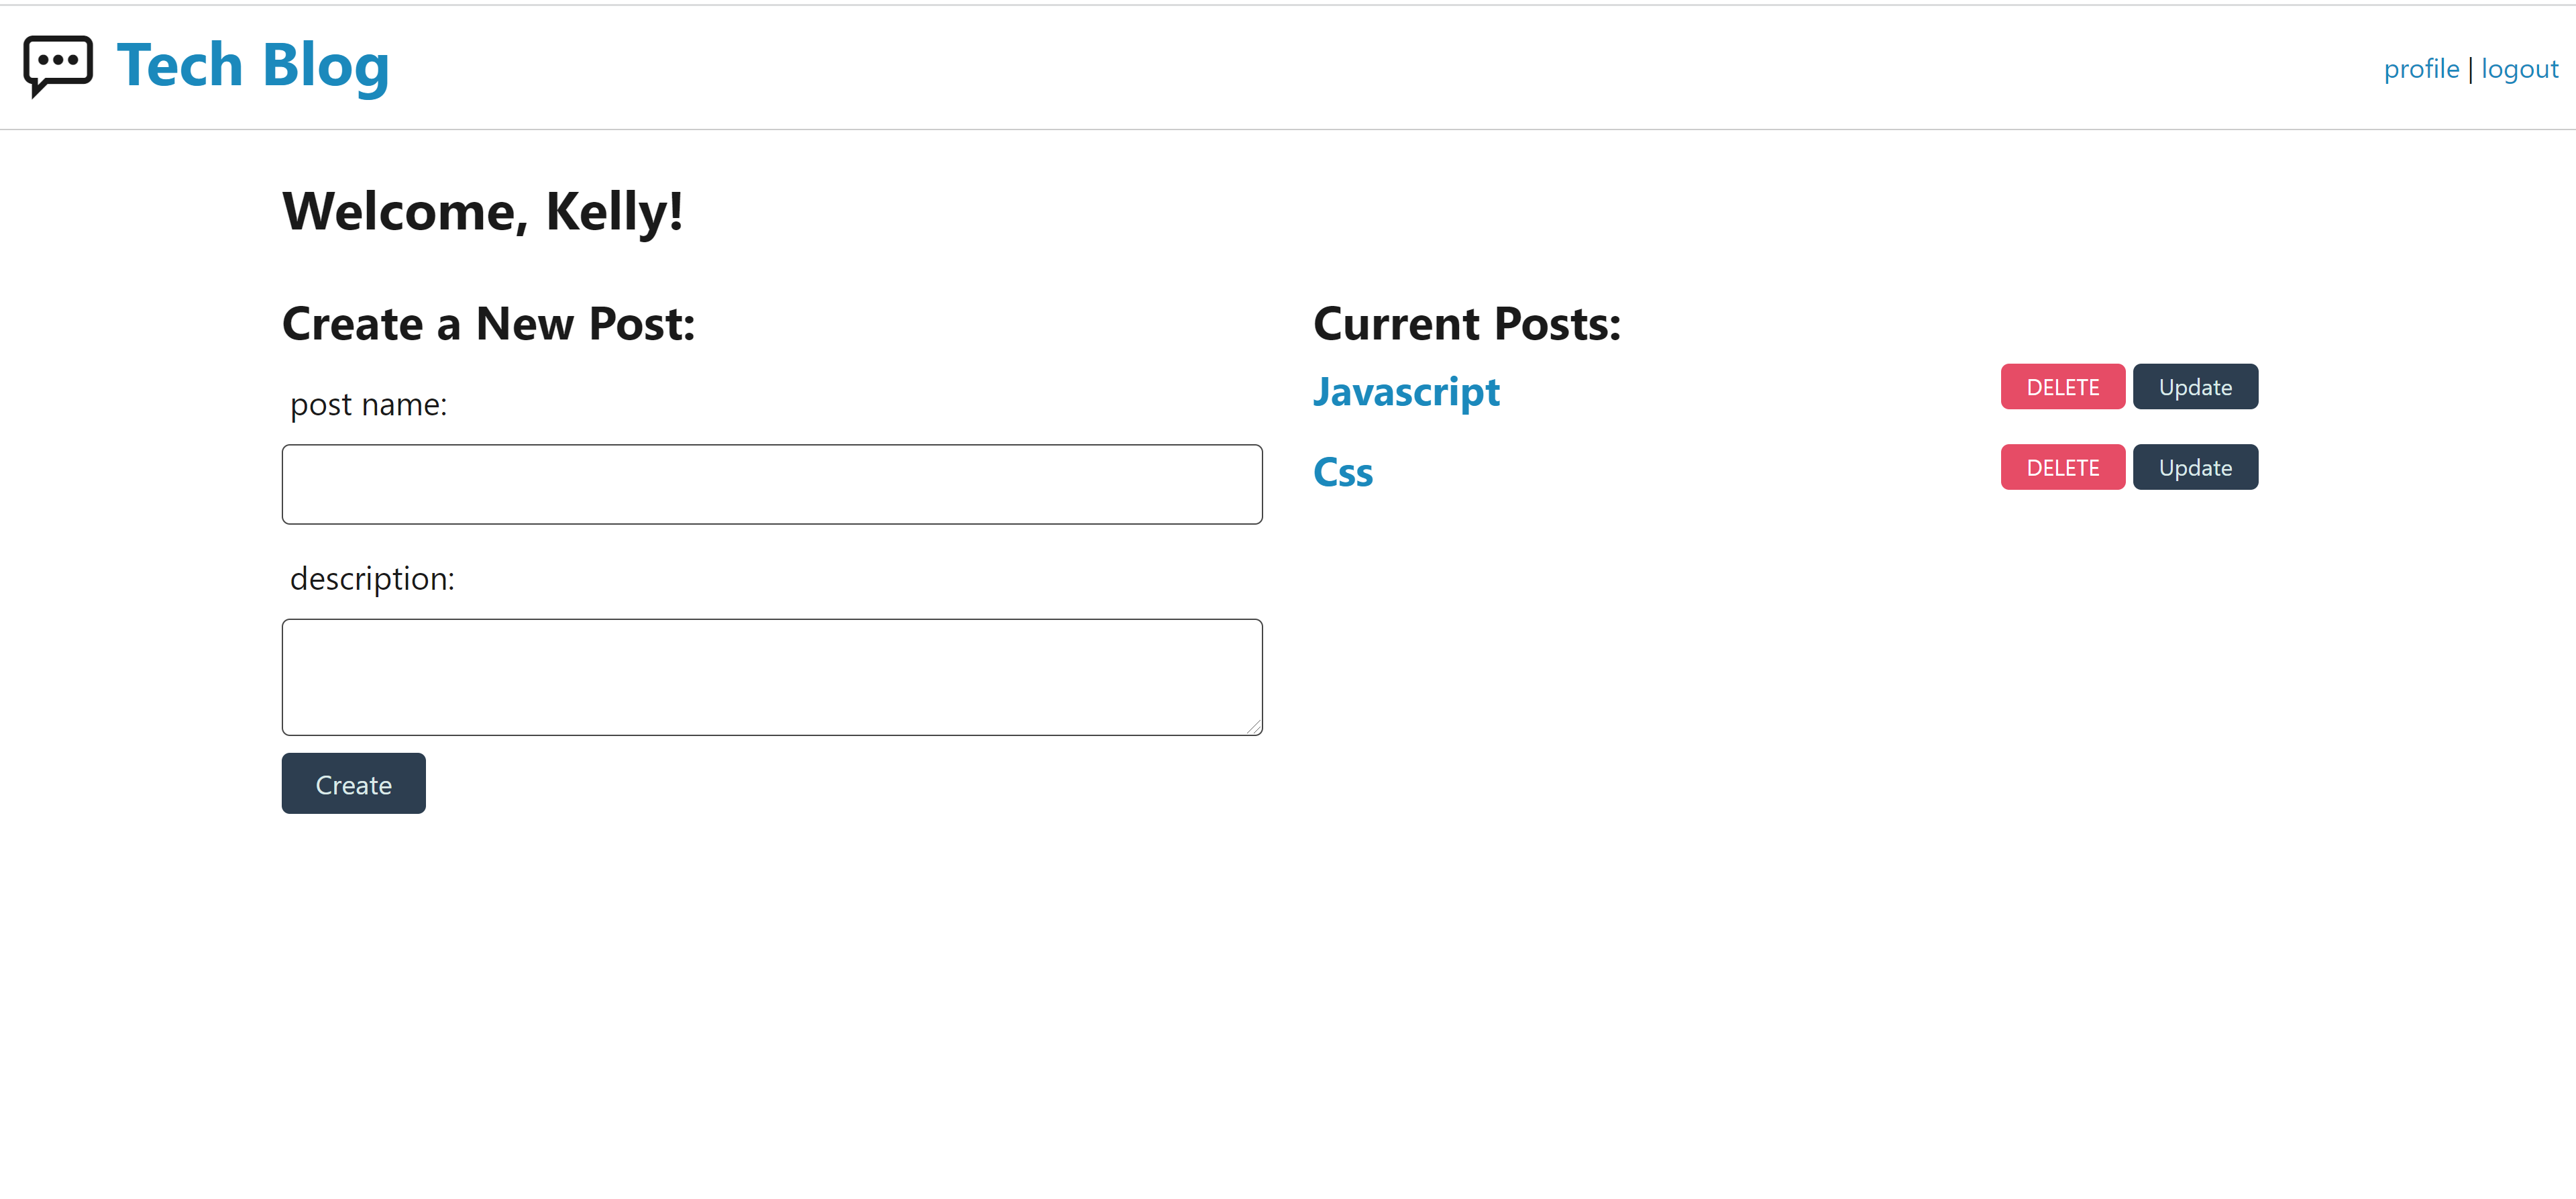 Tech Blog
profile | logout
Welcome, Kelly!
Create a New Post:
post name:
description:
Create
Current Posts:
Javascript DELETE Update
Css DELETE Update